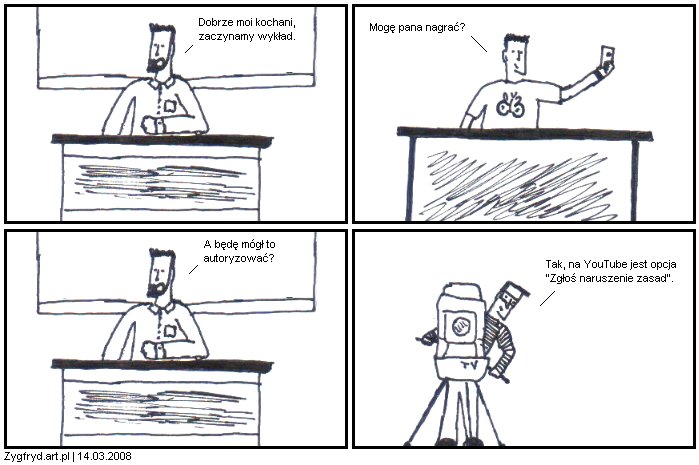 Dobrze moi kochani,
zaczynamy wykład.
Mogę pana nagrać?
A będę mógł to
autoryzować?
Tak, na YouTube jest opcja
"Zgłoś naruszenie zasad".
TV
Zygfryd.art.pl | 14.03.2008